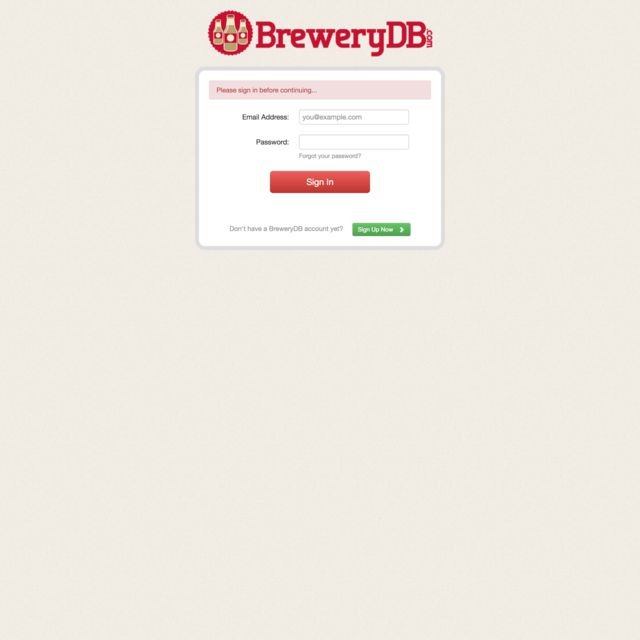 BreweryDB.com
Please sign in before continuing...
Email Address: you@example.com
Password:
Forgot your password?
Sign In
Don't have a BreweryDB account yet? Sign Up Now